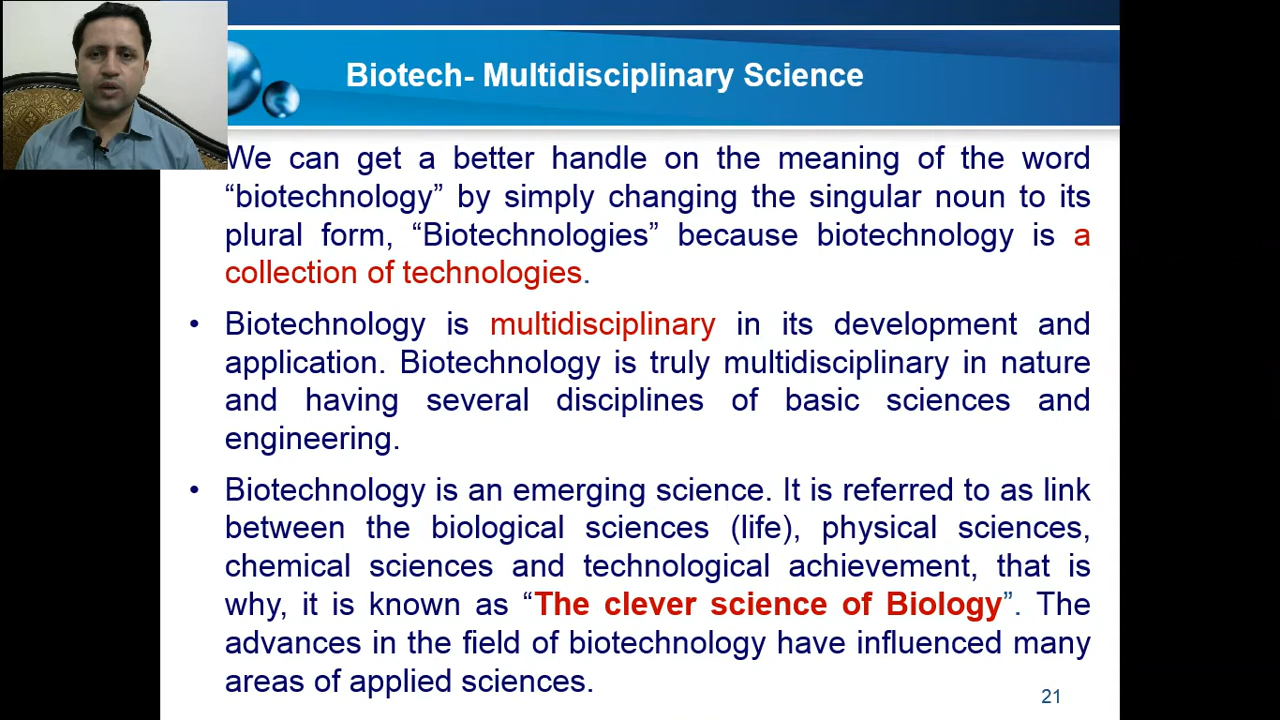 Biotech- Multidisciplinary Science
We can get a better handle on the meaning of the word
“biotechnology” by simply changing the singular noun to its
plural form, “Biotechnologies” because biotechnology is a
collection of technologies.
• Biotechnology is multidisciplinary in its development and
application. Biotechnology is truly multidisciplinary in nature
and having several disciplines of basic sciences and
engineering.
• Biotechnology is an emerging science. It is referred to as link
between the biological sciences (life), physical sciences,
chemical sciences and technological achievement, that is
why, it is known as “The clever science of Biology”. The
advances in the field of biotechnology have influenced many
areas of applied sciences.
21